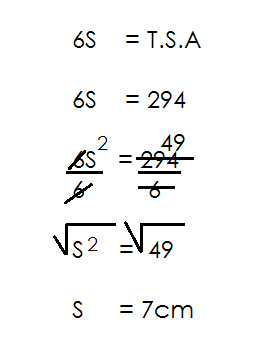 6S = T.S.A
6S = 294
6S² = 294 49
6 6
√S² = √49
S = 7cm